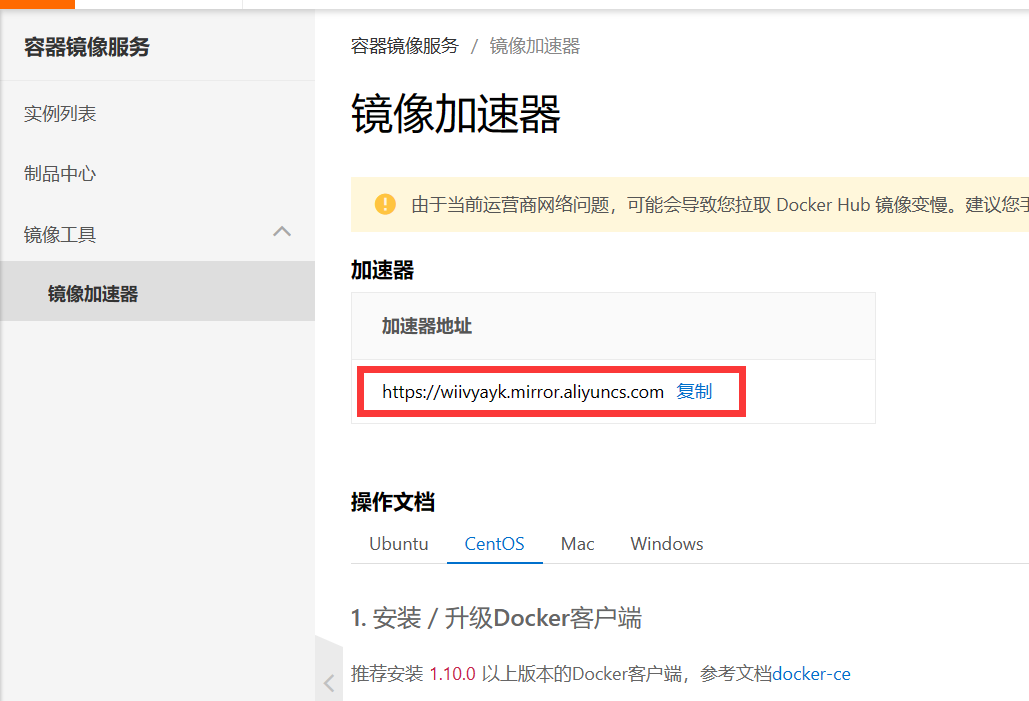 容器镜像服务
实例列表
制品中心
镜像工具
镜像加速器
容器镜像服务 / 镜像加速器
镜像加速器
由于当前运营商网络问题，可能会导致您拉取 Docker Hub 镜像变慢。建议您手
加速器
加速器地址
https://wiivyayk.mirror.aliyuncs.com 复制
操作文档
Ubuntu CentOS Mac Windows
1. 安装 / 升级Docker客户端
推荐安装 1.10.0 以上版本的Docker客户端，参考文档docker-ce